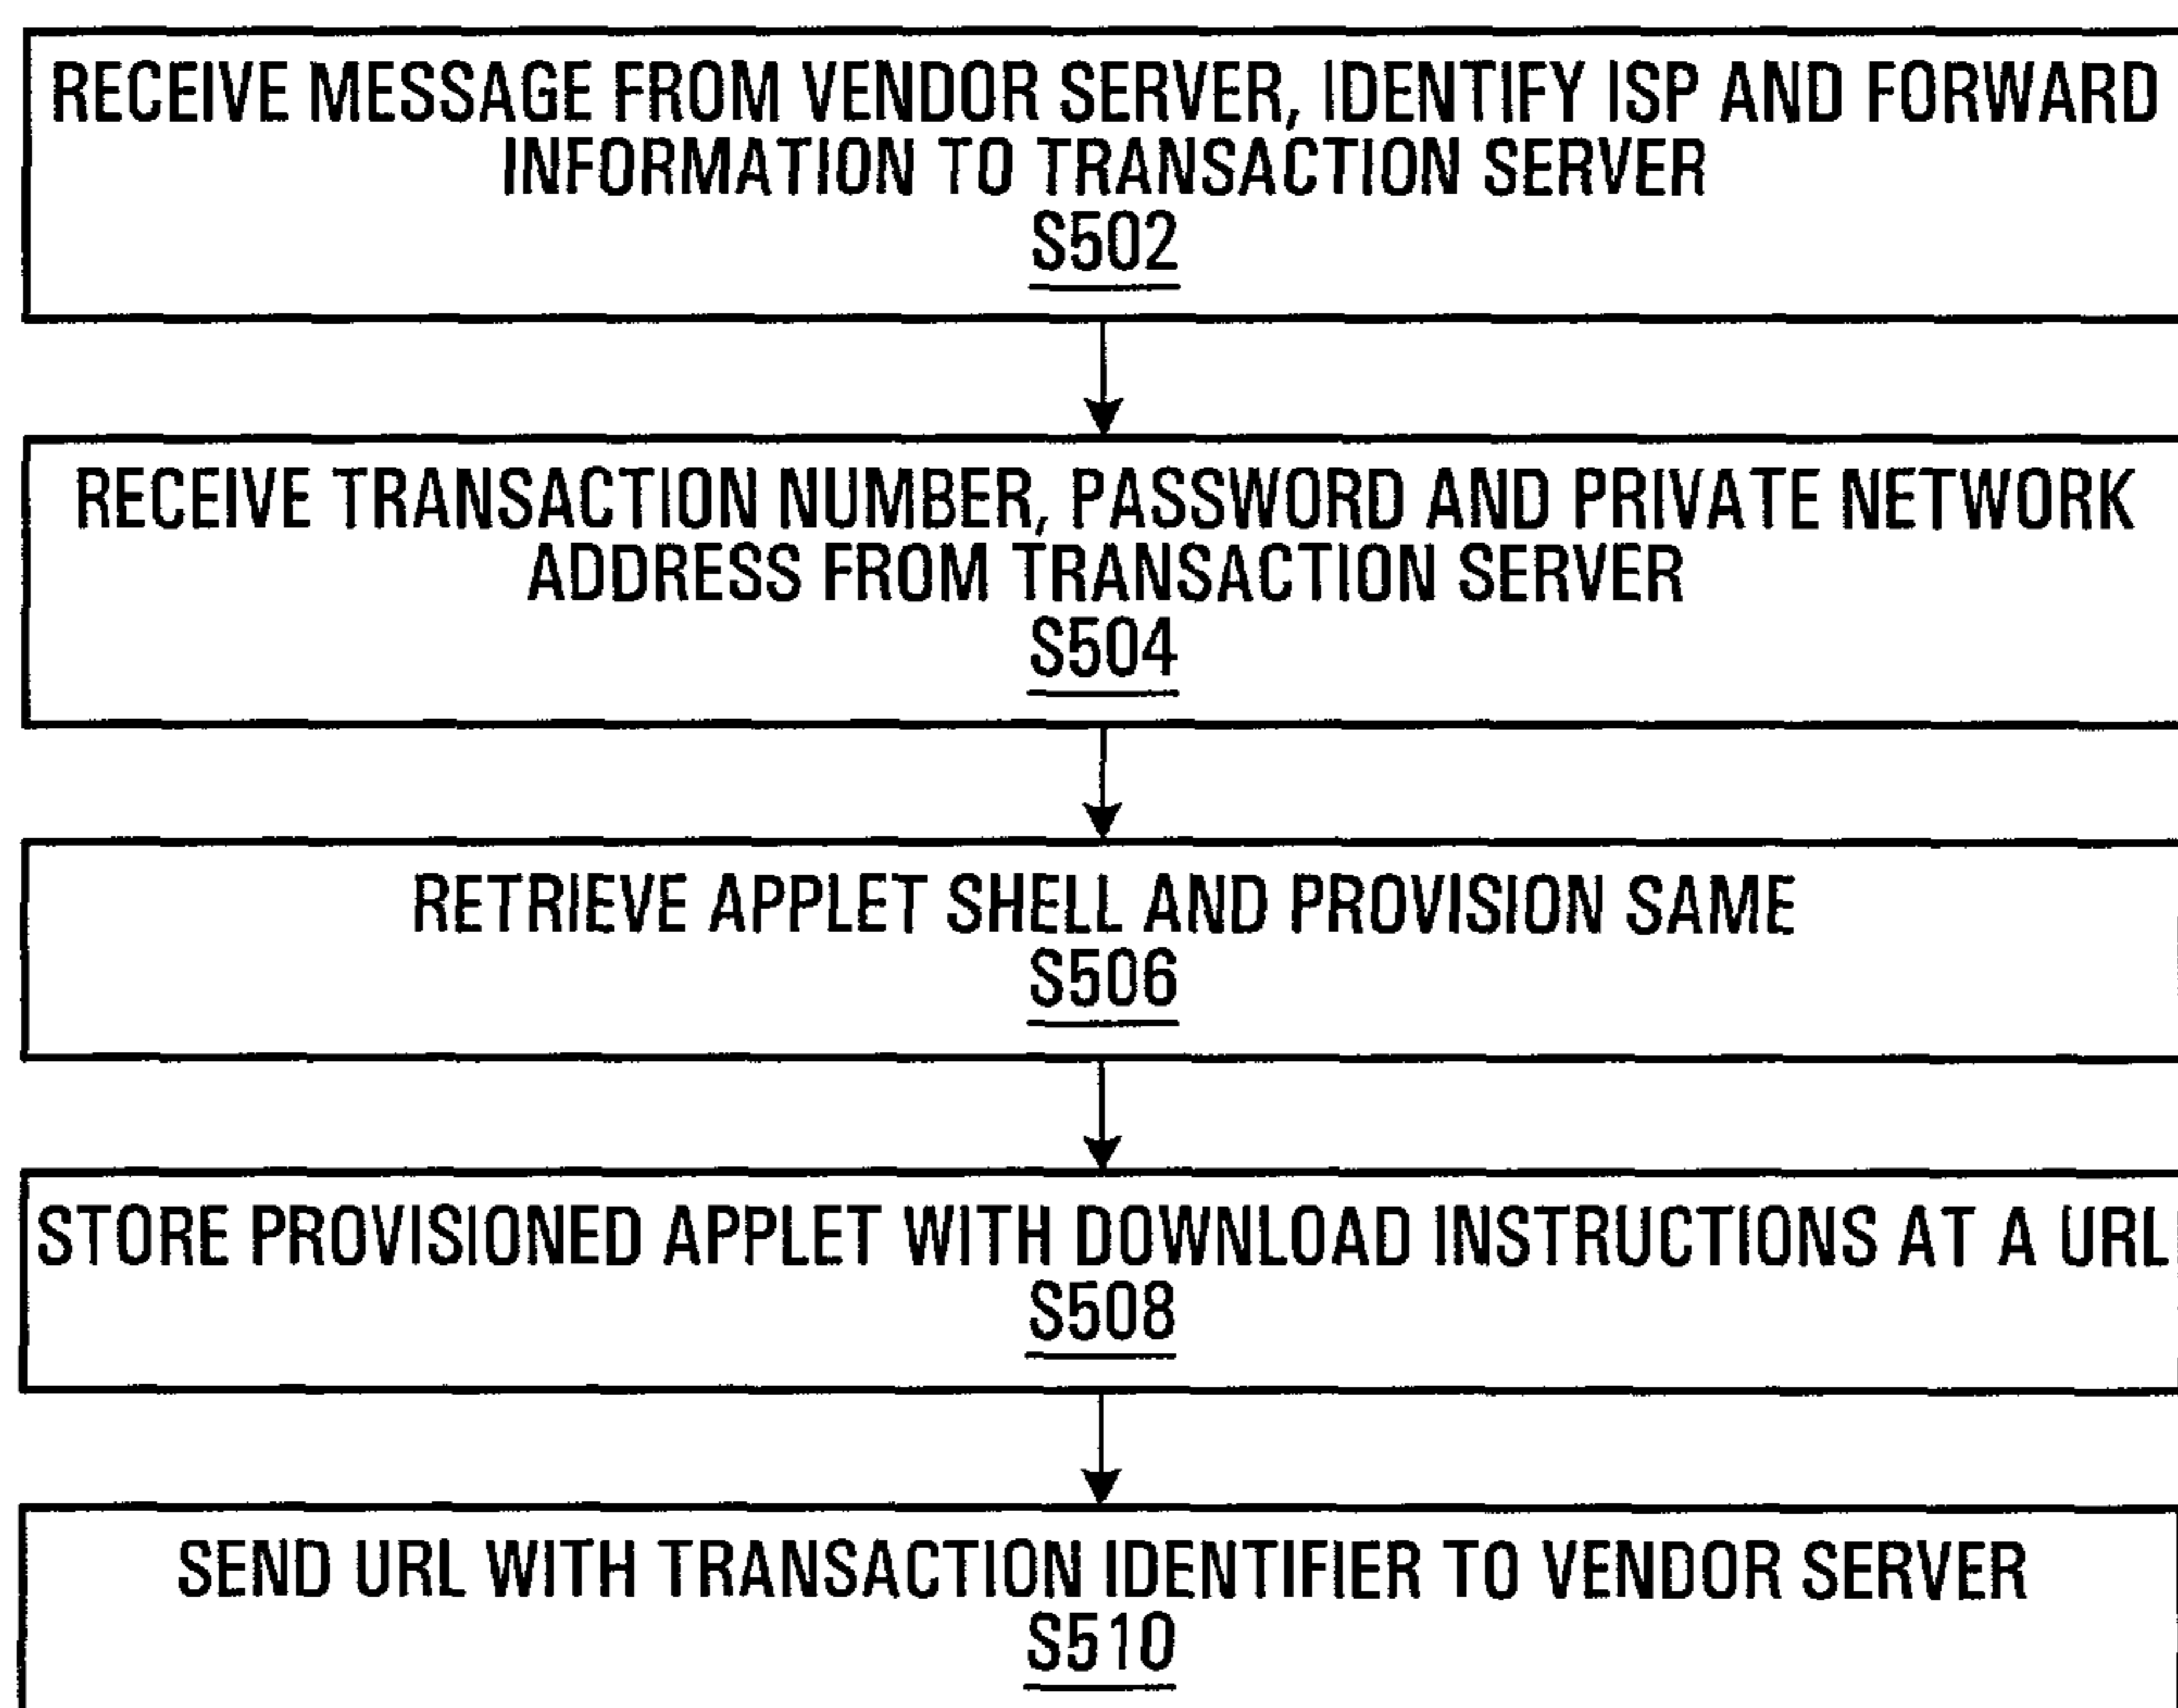 RECEIVE MESSAGE FROM VENDOR SERVER, IDENTIFY ISP AND FORWARD
INFORMATION TO TRANSACTION SERVER
S502
RECEIVE TRANSACTION NUMBER, PASSWORD AND PRIVATE NETWORK
ADDRESS FROM TRANSACTION SERVER
S504
RETRIEVE APPLET SHELL AND PROVISION SAME
S506
STORE PROVISIONED APPLET WITH DOWNLOAD INSTRUCTIONS AT A URL
S508
SEND URL WITH TRANSACTION IDENTIFIER TO VENDOR SERVER
S510